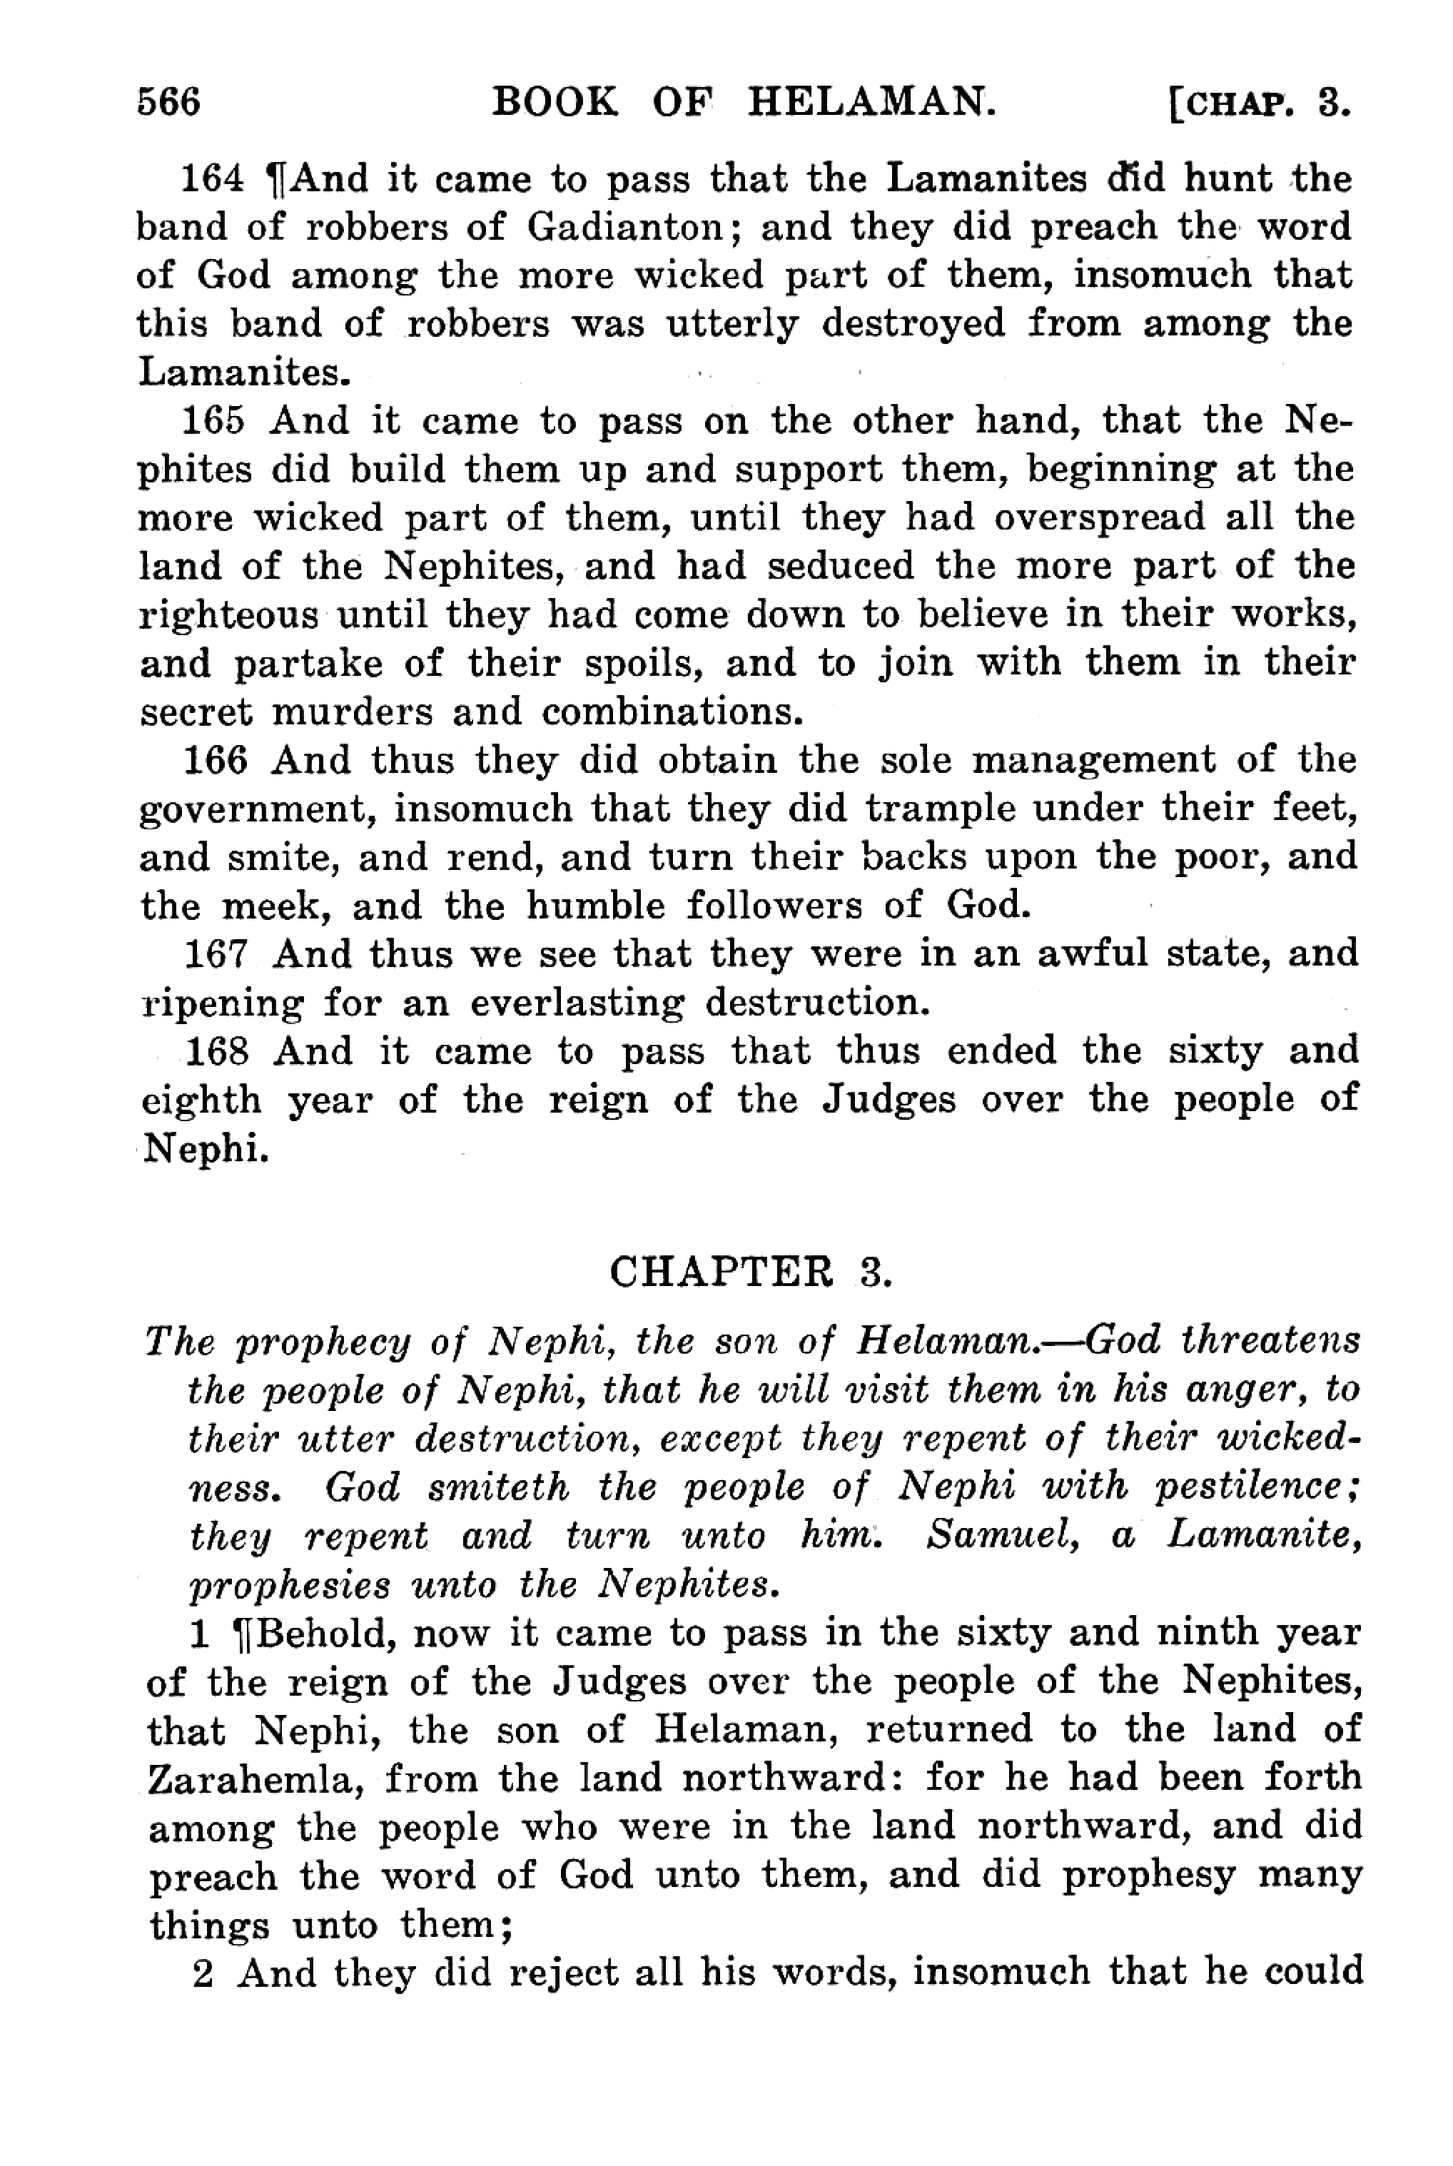 566 BOOK OF HELAMAN. [CHAP. 3.
164 ¶And it came to pass that the Lamanites did hunt the
band of robbers of Gadianton; and they did preach the word
of God among the more wicked part of them, insomuch that
this band of robbers was utterly destroyed from among the
Lamanites.
165 And it came to pass on the other hand, that the Ne-
phites did build them up and support them, beginning at the
more wicked part of them, until they had overspread all the
land of the Nephites, and had seduced the more part of the
righteous until they had come down to believe in their works,
and partake of their spoils, and to join with them in their
secret murders and combinations.
166 And thus they did obtain the sole management of the
government, insomuch that they did trample under their feet,
and smite, and rend, and turn their backs upon the poor, and
the meek, and the humble followers of God.
167 And thus we see that they were in an awful state, and
ripening for an everlasting destruction.
168 And it came to pass that thus ended the sixty and
eighth year of the reign of the Judges over the people of
Nephi.
CHAPTER 3.
The prophecy of Nephi, the son of Helaman.—God threatens
the people of Nephi, that he will visit them in his anger, to
their utter destruction, except they repent of their wicked-
ness. God smiteth the people of Nephi with pestilence;
they repent and turn unto him. Samuel, a Lamanite,
prophesies unto the Nephites.
1 ¶Behold, now it came to pass in the sixty and ninth year
of the reign of the Judges over the people of the Nephites,
that Nephi, the son of Helaman, returned to the land of
Zarahemla, from the land northward: for he had been forth
among the people who were in the land northward, and did
preach the word of God unto them, and did prophesy many
things unto them;
2 And they did reject all his words, insomuch that he could